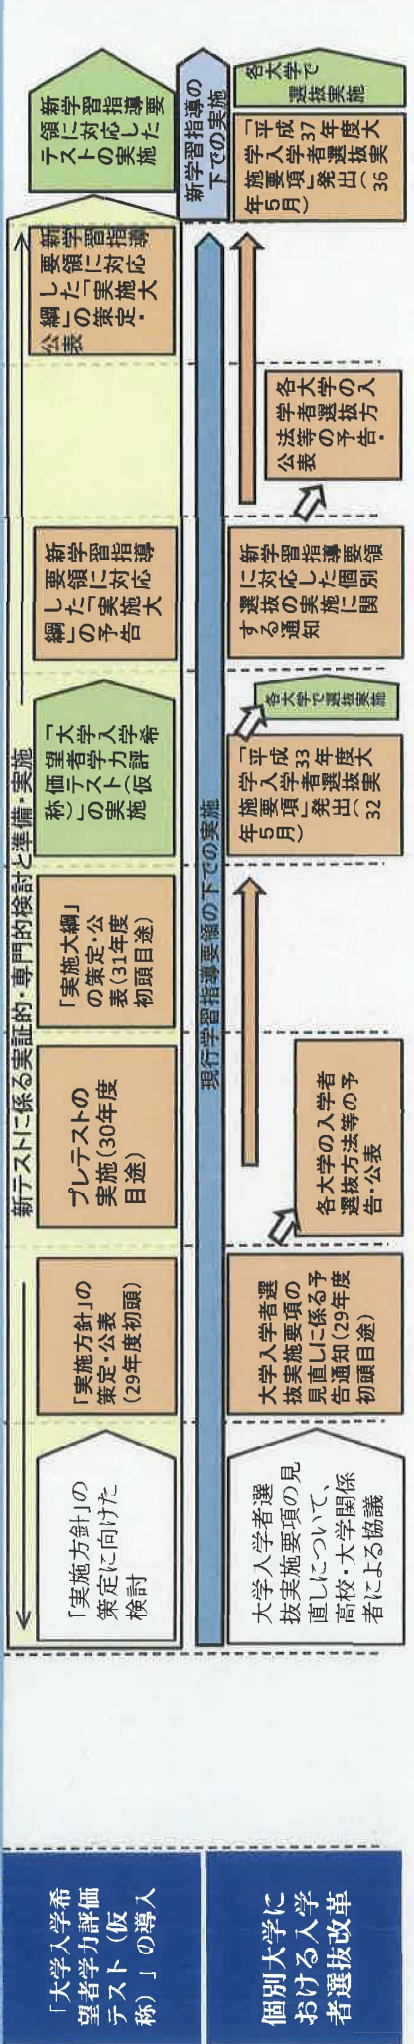 「大学入学希
望者学力評価
テスト（仮
称）」の導入
新テストに係る実証的・専門的検討と準備・実施
「実施方針」の
策定に向けた
検討
「実施方針」の
策定・公表
（29年度初頭）
プレテストの
実施（30年度
目途）
「実施大綱」
の策定・公
表（31年度
初頭目途）
「大学入学希
望者学力評
価テスト（仮
称）」の実施
新学習指導
要領に対応
した「実施大
綱」の予告
新学習指導
要領に対応
した「実施大
綱」の策定・
公表
新学習指導要
領に対応した
テストの実施
現行学習指導要領の下での実施
新学習指導の
下での実施
個別大学に
おける入学
者選抜改革
大学入学者選
抜実施要項の見
直しについて、
高校・大学関係
者による協議
大学入学者選
抜実施要項の
見直しに係る予
告通知（29年度
初頭目途）
各大学の入学者
選抜方法等の予
告・公表
「平成33年度大
学入学者選抜実
施要項」発出（32
年5月）
各大学で選抜実施
新学習指導要領
に対応した個別
選抜の実施に関
する通知
各大学の入
学者選抜方
法等の予告・
公表
「平成37年度大
学入学者選抜実
施要項」発出（36
年5月）
各大学で
選抜実施